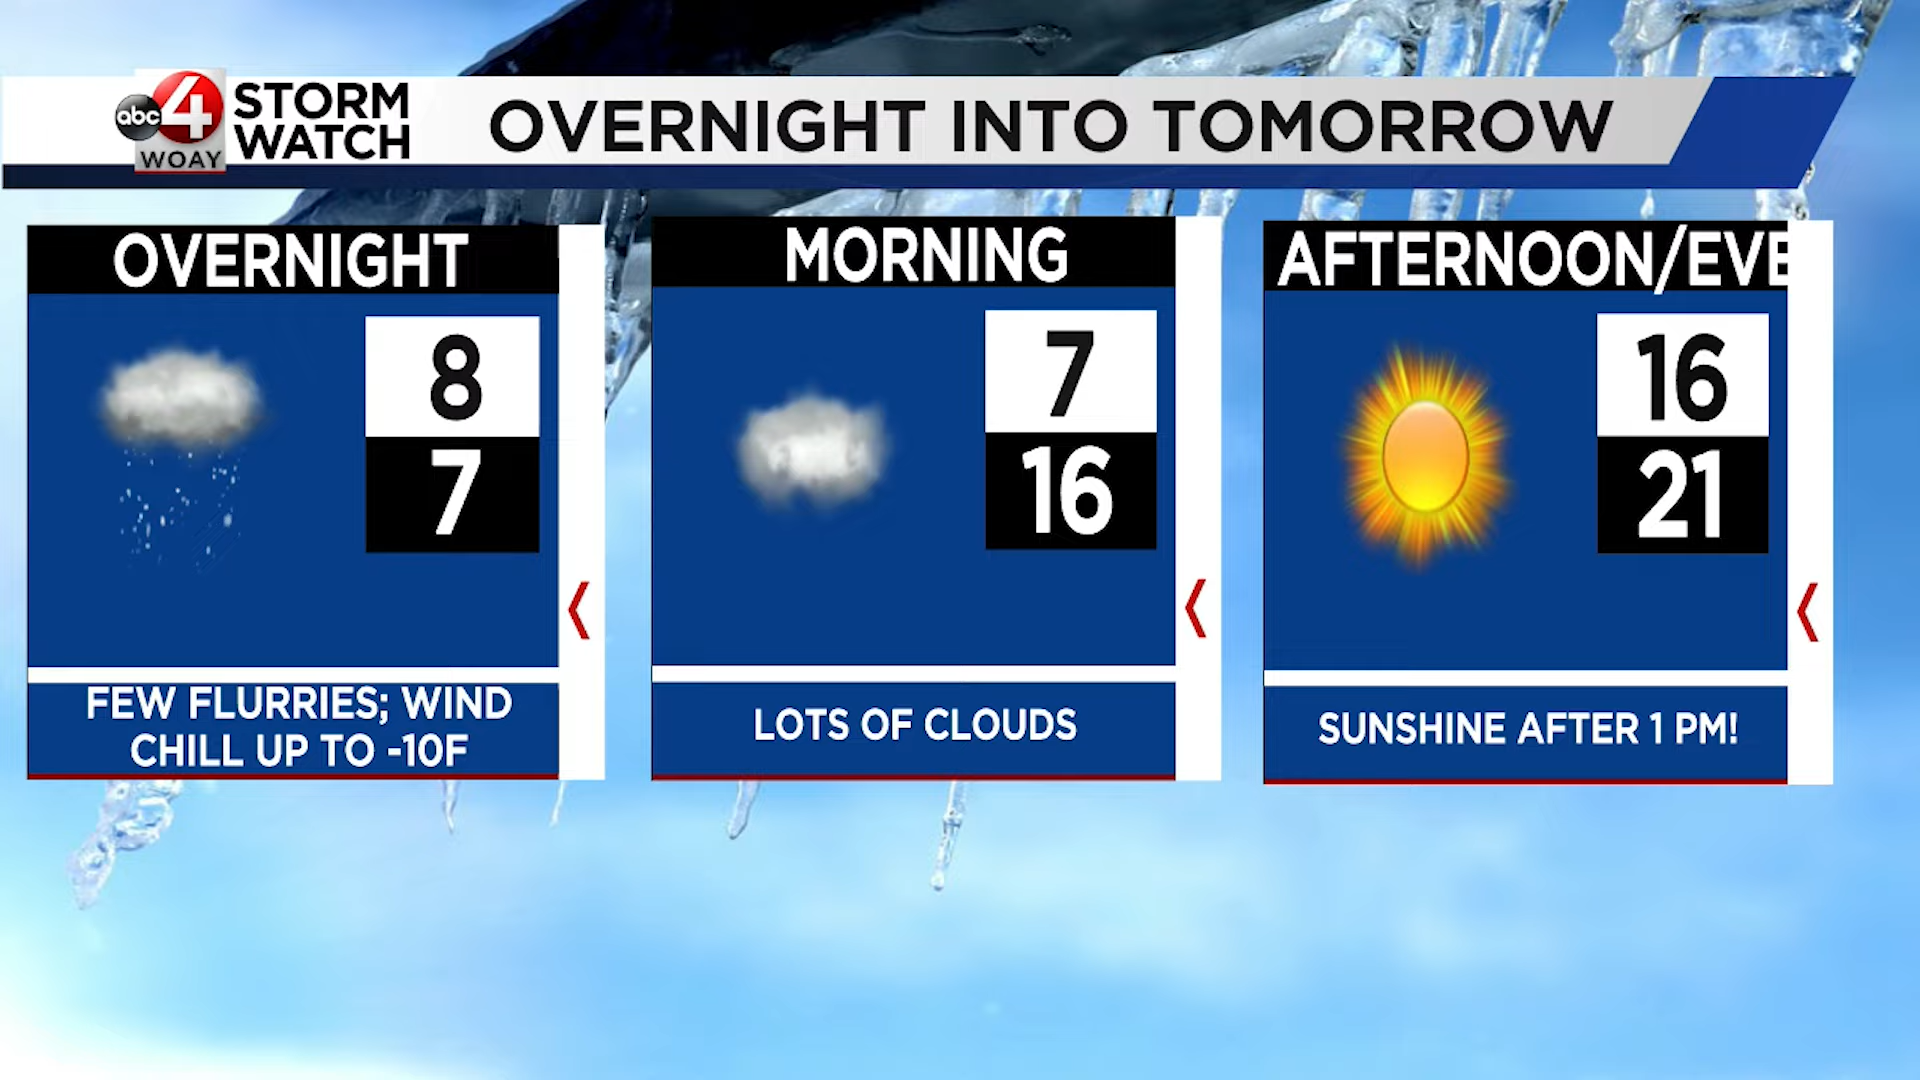 abc 4
WOAY
STORM
WATCH
OVERNIGHT INTO TOMORROW
OVERNIGHT
8
7
FEW FLURRIES; WIND
CHILL UP TO -10F
MORNING
7
16
LOTS OF CLOUDS
AFTERNOON/EVE
16
21
SUNSHINE AFTER 1 PM!